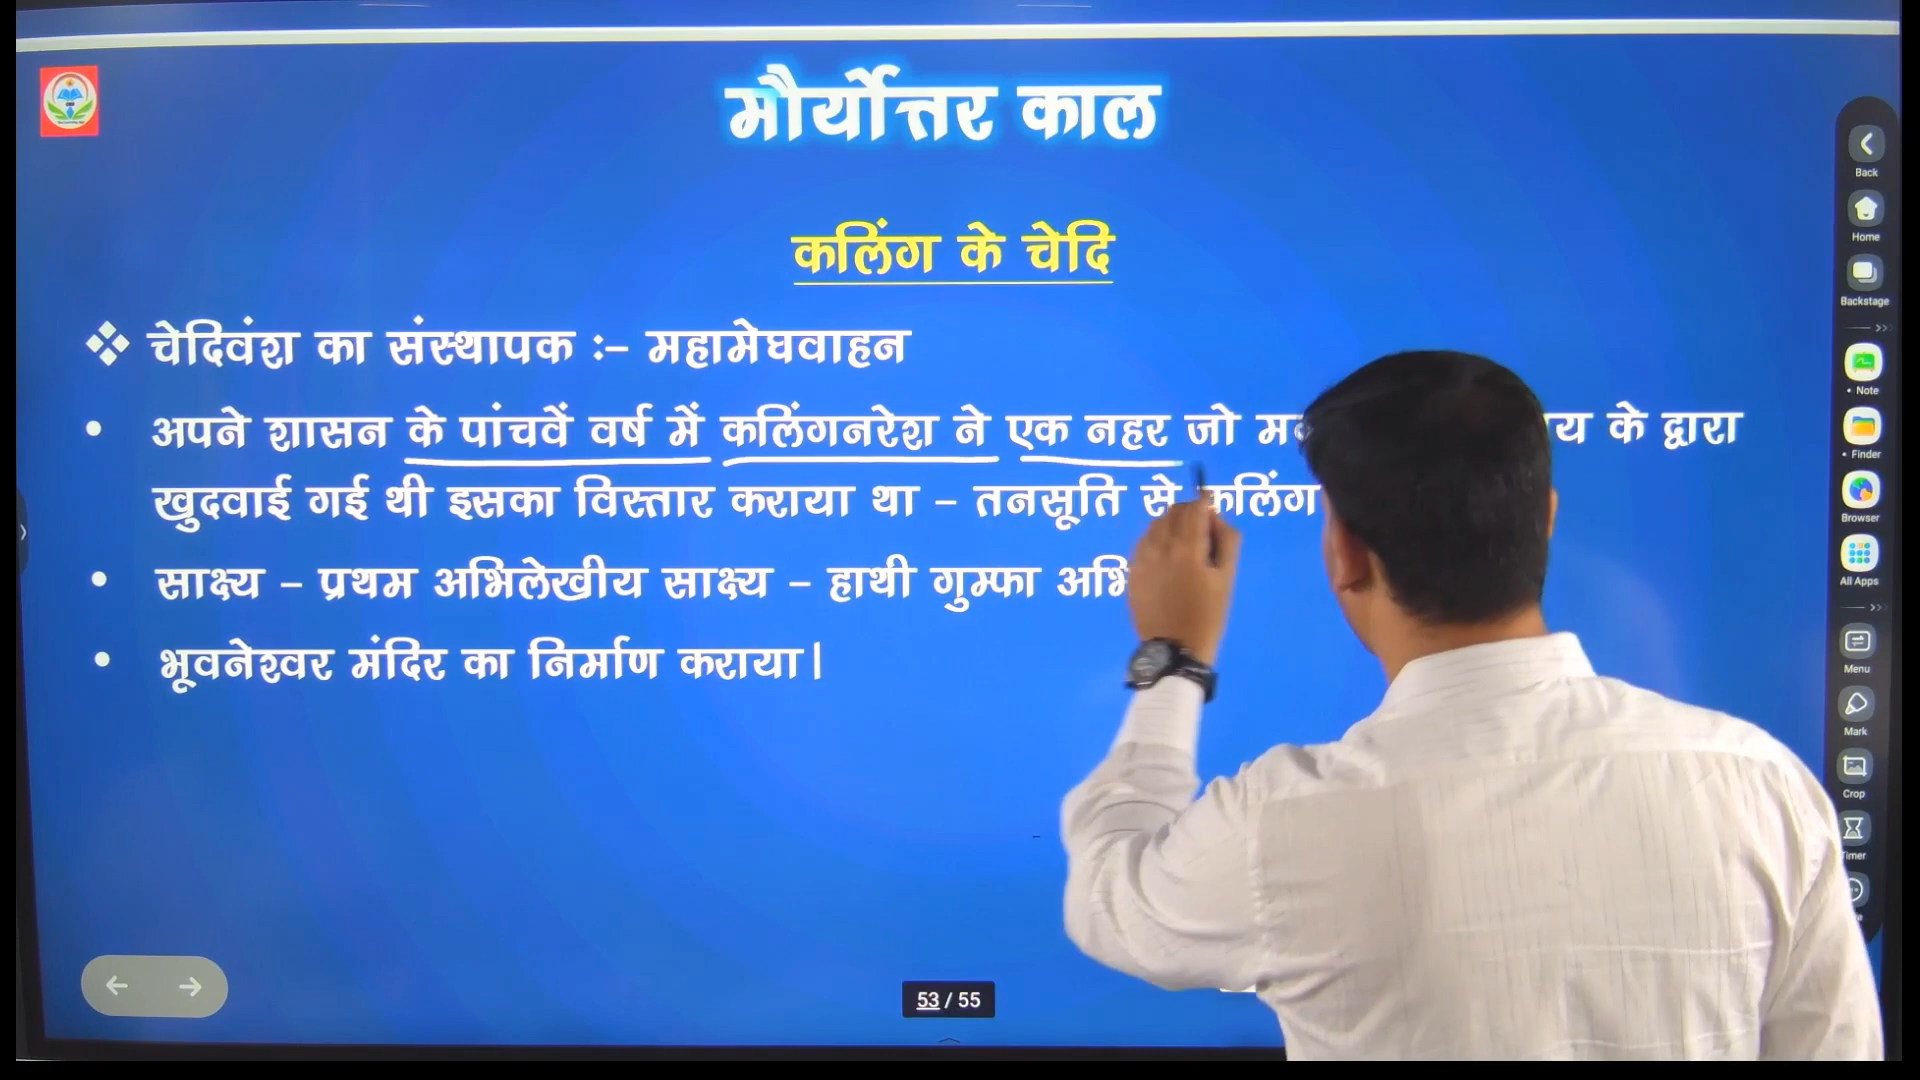 मौर्योत्तर काल
कलिंग के चेदि
❖ चेदिवंश का संस्थापक :– महामेघवाहन
• अपने शासन के पांचवें वर्ष में कलिंगनरेश ने एक नहर जो के द्वारा
खुदवाई गई थी इसका विस्तार कराया था – तनसूति से कलिंग
• साक्ष्य – प्रथम अभिलेखीय साक्ष्य – हाथी गुम्फा
• भूवनेश्वर मंदिर का निर्माण कराया।
53 / 55
Back
Home
Backstage
• Note
• Finder
Browser
All Apps
Menu
Mark
Crop
Timer